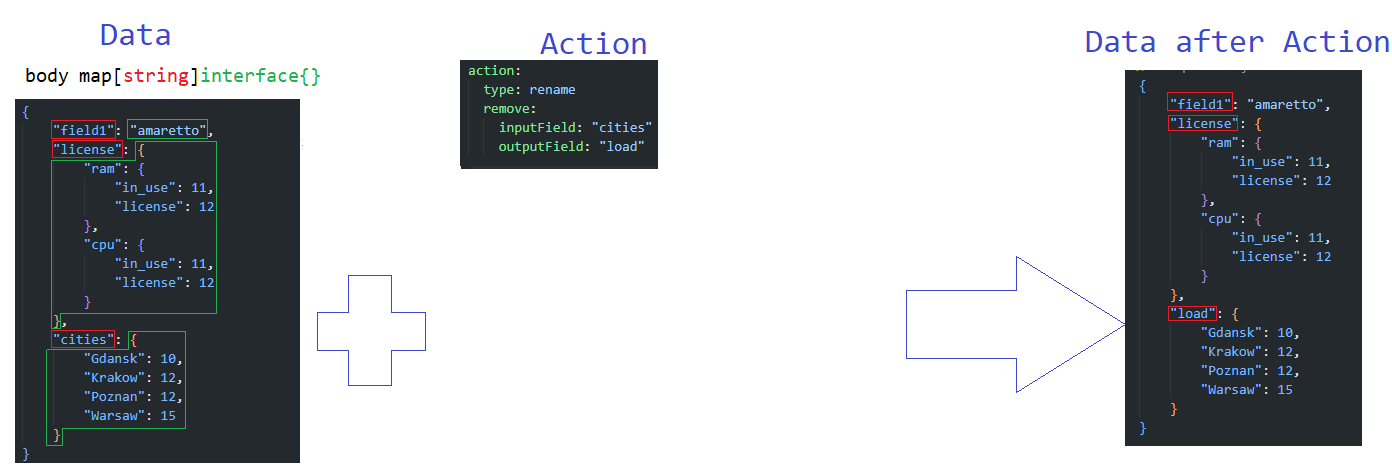 Data
body map[string]interface{}
{
"field1": "amaretto",
"license": {
"ram": {
"in_use": 11,
"license": 12
},
"cpu": {
"in_use": 11,
"license": 12
}
},
"cities": {
"Gdansk": 10,
"Krakow": 12,
"Poznan": 12,
"Warsaw": 15
}
}
Action
action:
type: rename
remove:
inputField: "cities"
outputField: "load"
Data after Action
{
"field1": "amaretto",
"license": {
"ram": {
"in_use": 11,
"license": 12
},
"cpu": {
"in_use": 11,
"license": 12
}
},
"load": {
"Gdansk": 10,
"Krakow": 12,
"Poznan": 12,
"Warsaw": 15
}
}